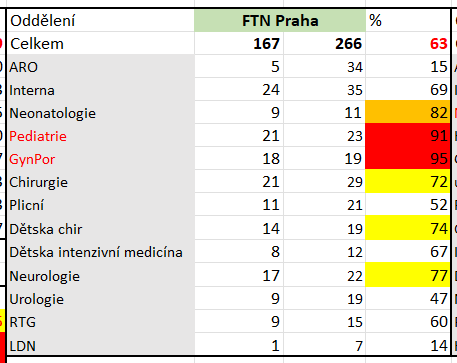 Oddělení FTN Praha %
Celkem 167 266 63
ARO 5 34 15
Interna 24 35 69
Neonatologie 9 11 82
Pediatrie 21 23 91
GynPor 18 19 95
Chirurgie 21 29 72
Plicní 11 21 52
Dětska chir 14 19 74
Dětska intenzivní medicína 8 12 67
Neurologie 17 22 77
Urologie 9 19 47
RTG 9 15 60
LDN 1 7 14